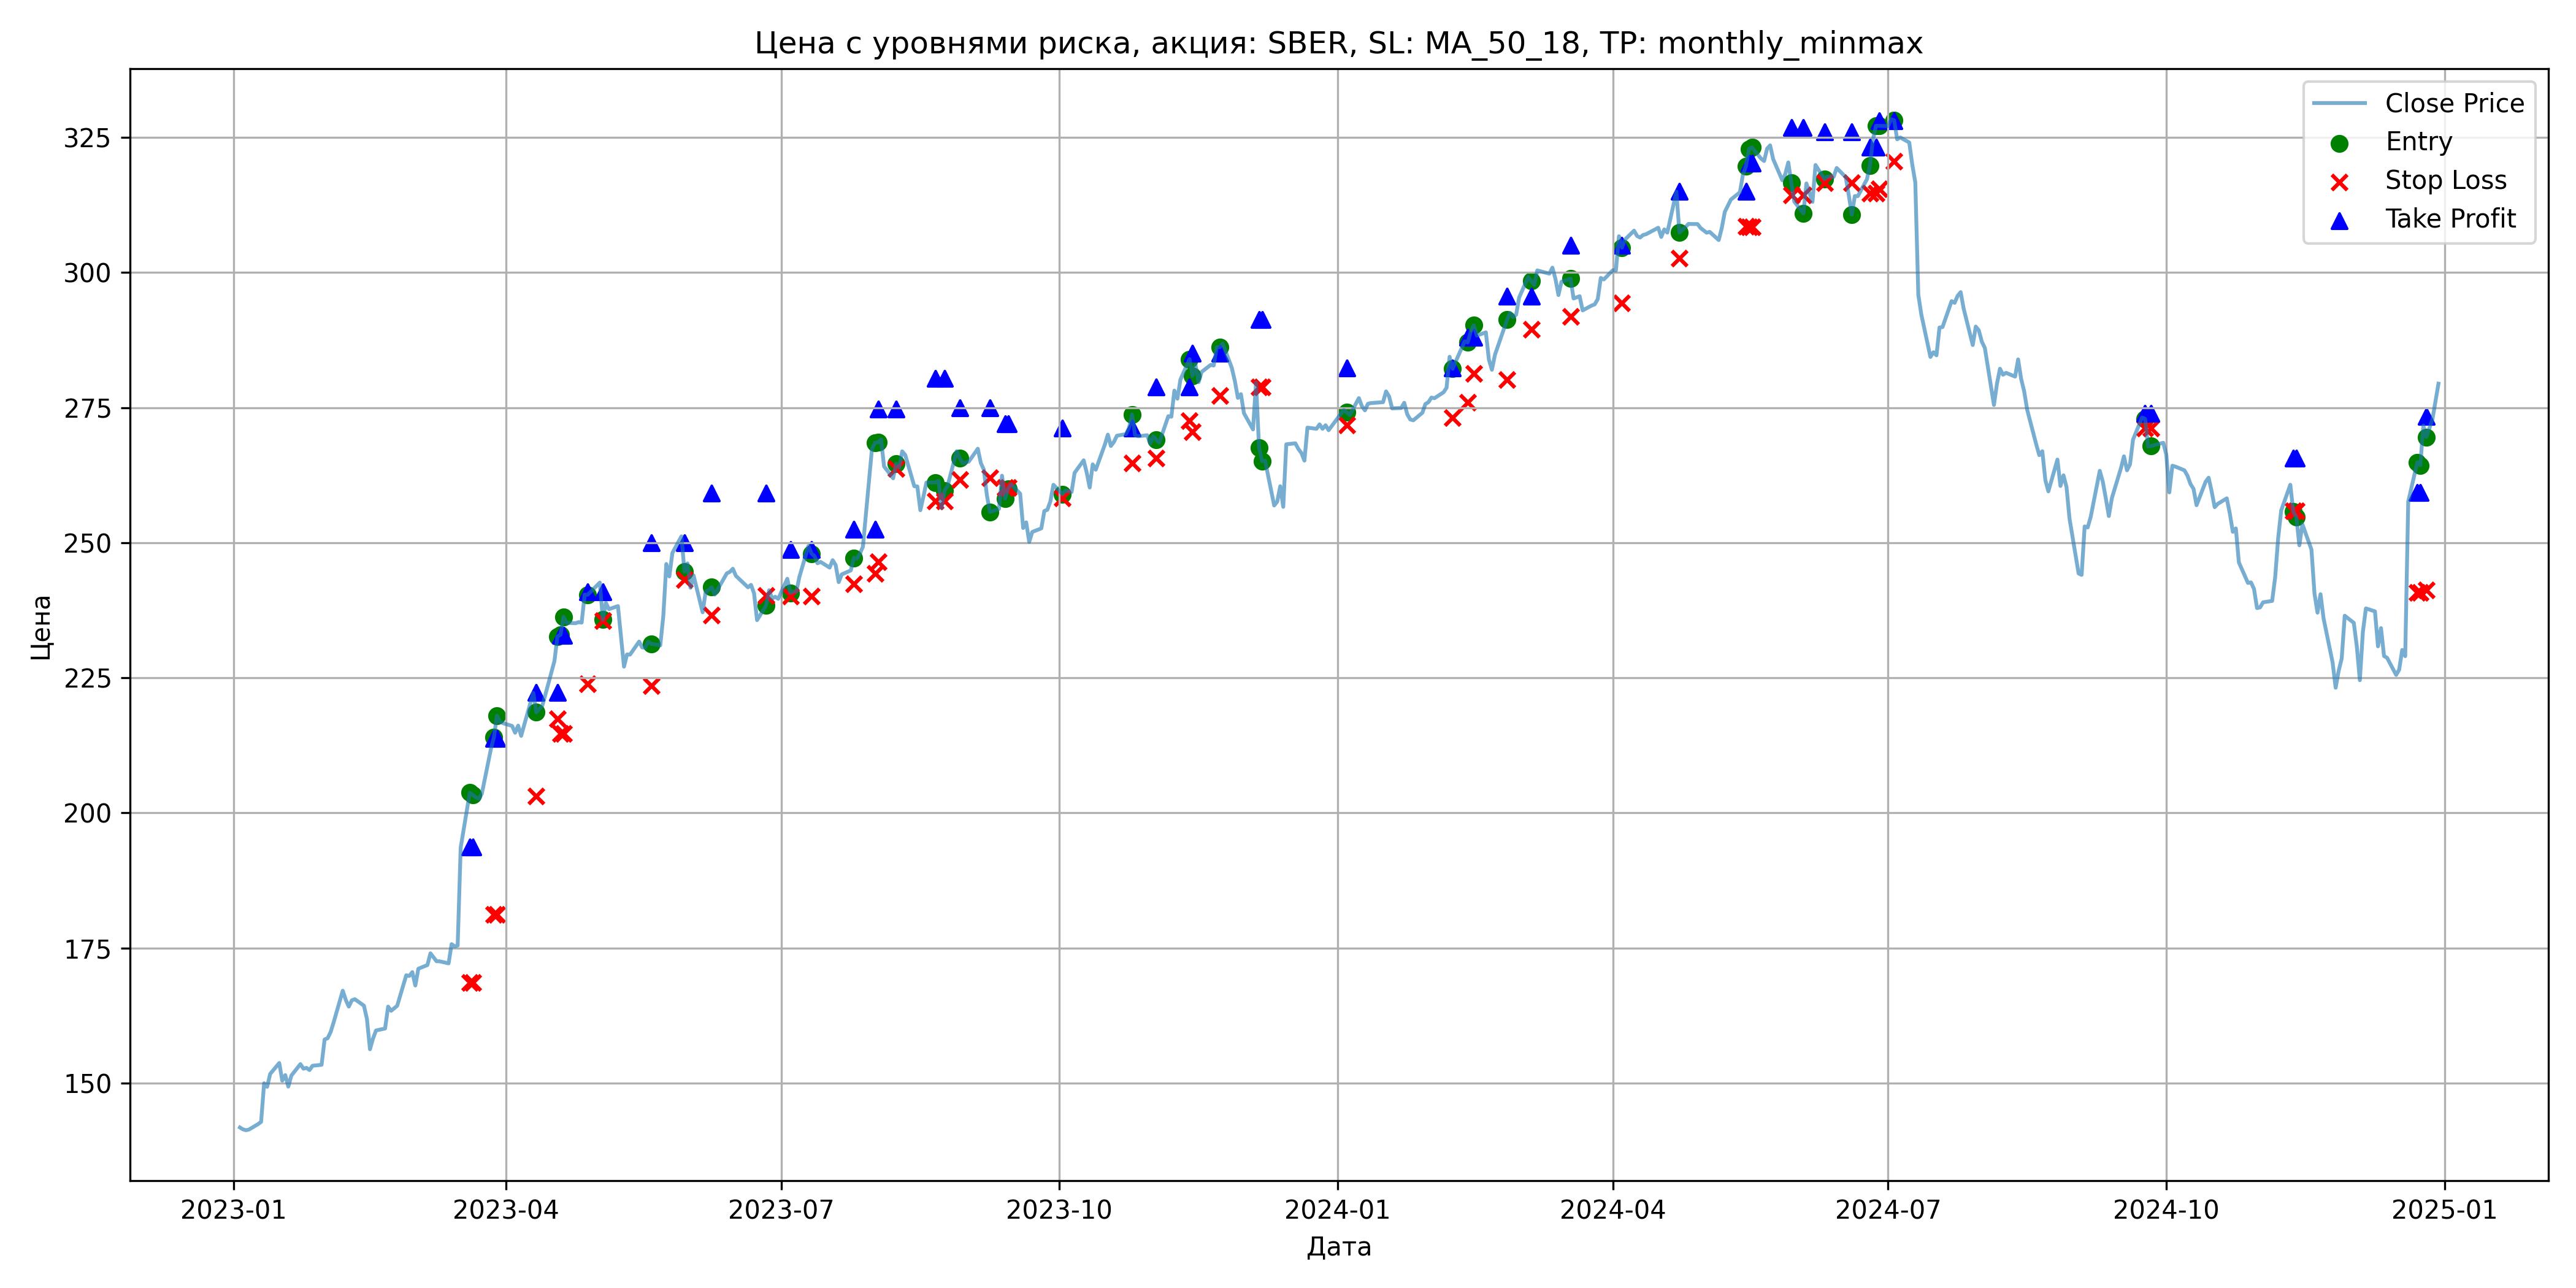 Цена с уровнями риска, акция: SBER, SL: MA_50_18, TP: monthly_minmax
Close Price
Entry
Stop Loss
Take Profit
325
300
275
250
225
200
175
150
Цена
2023-01 2023-04 2023-07 2023-10 2024-01 2024-04 2024-07 2024-10 2025-01
Дата